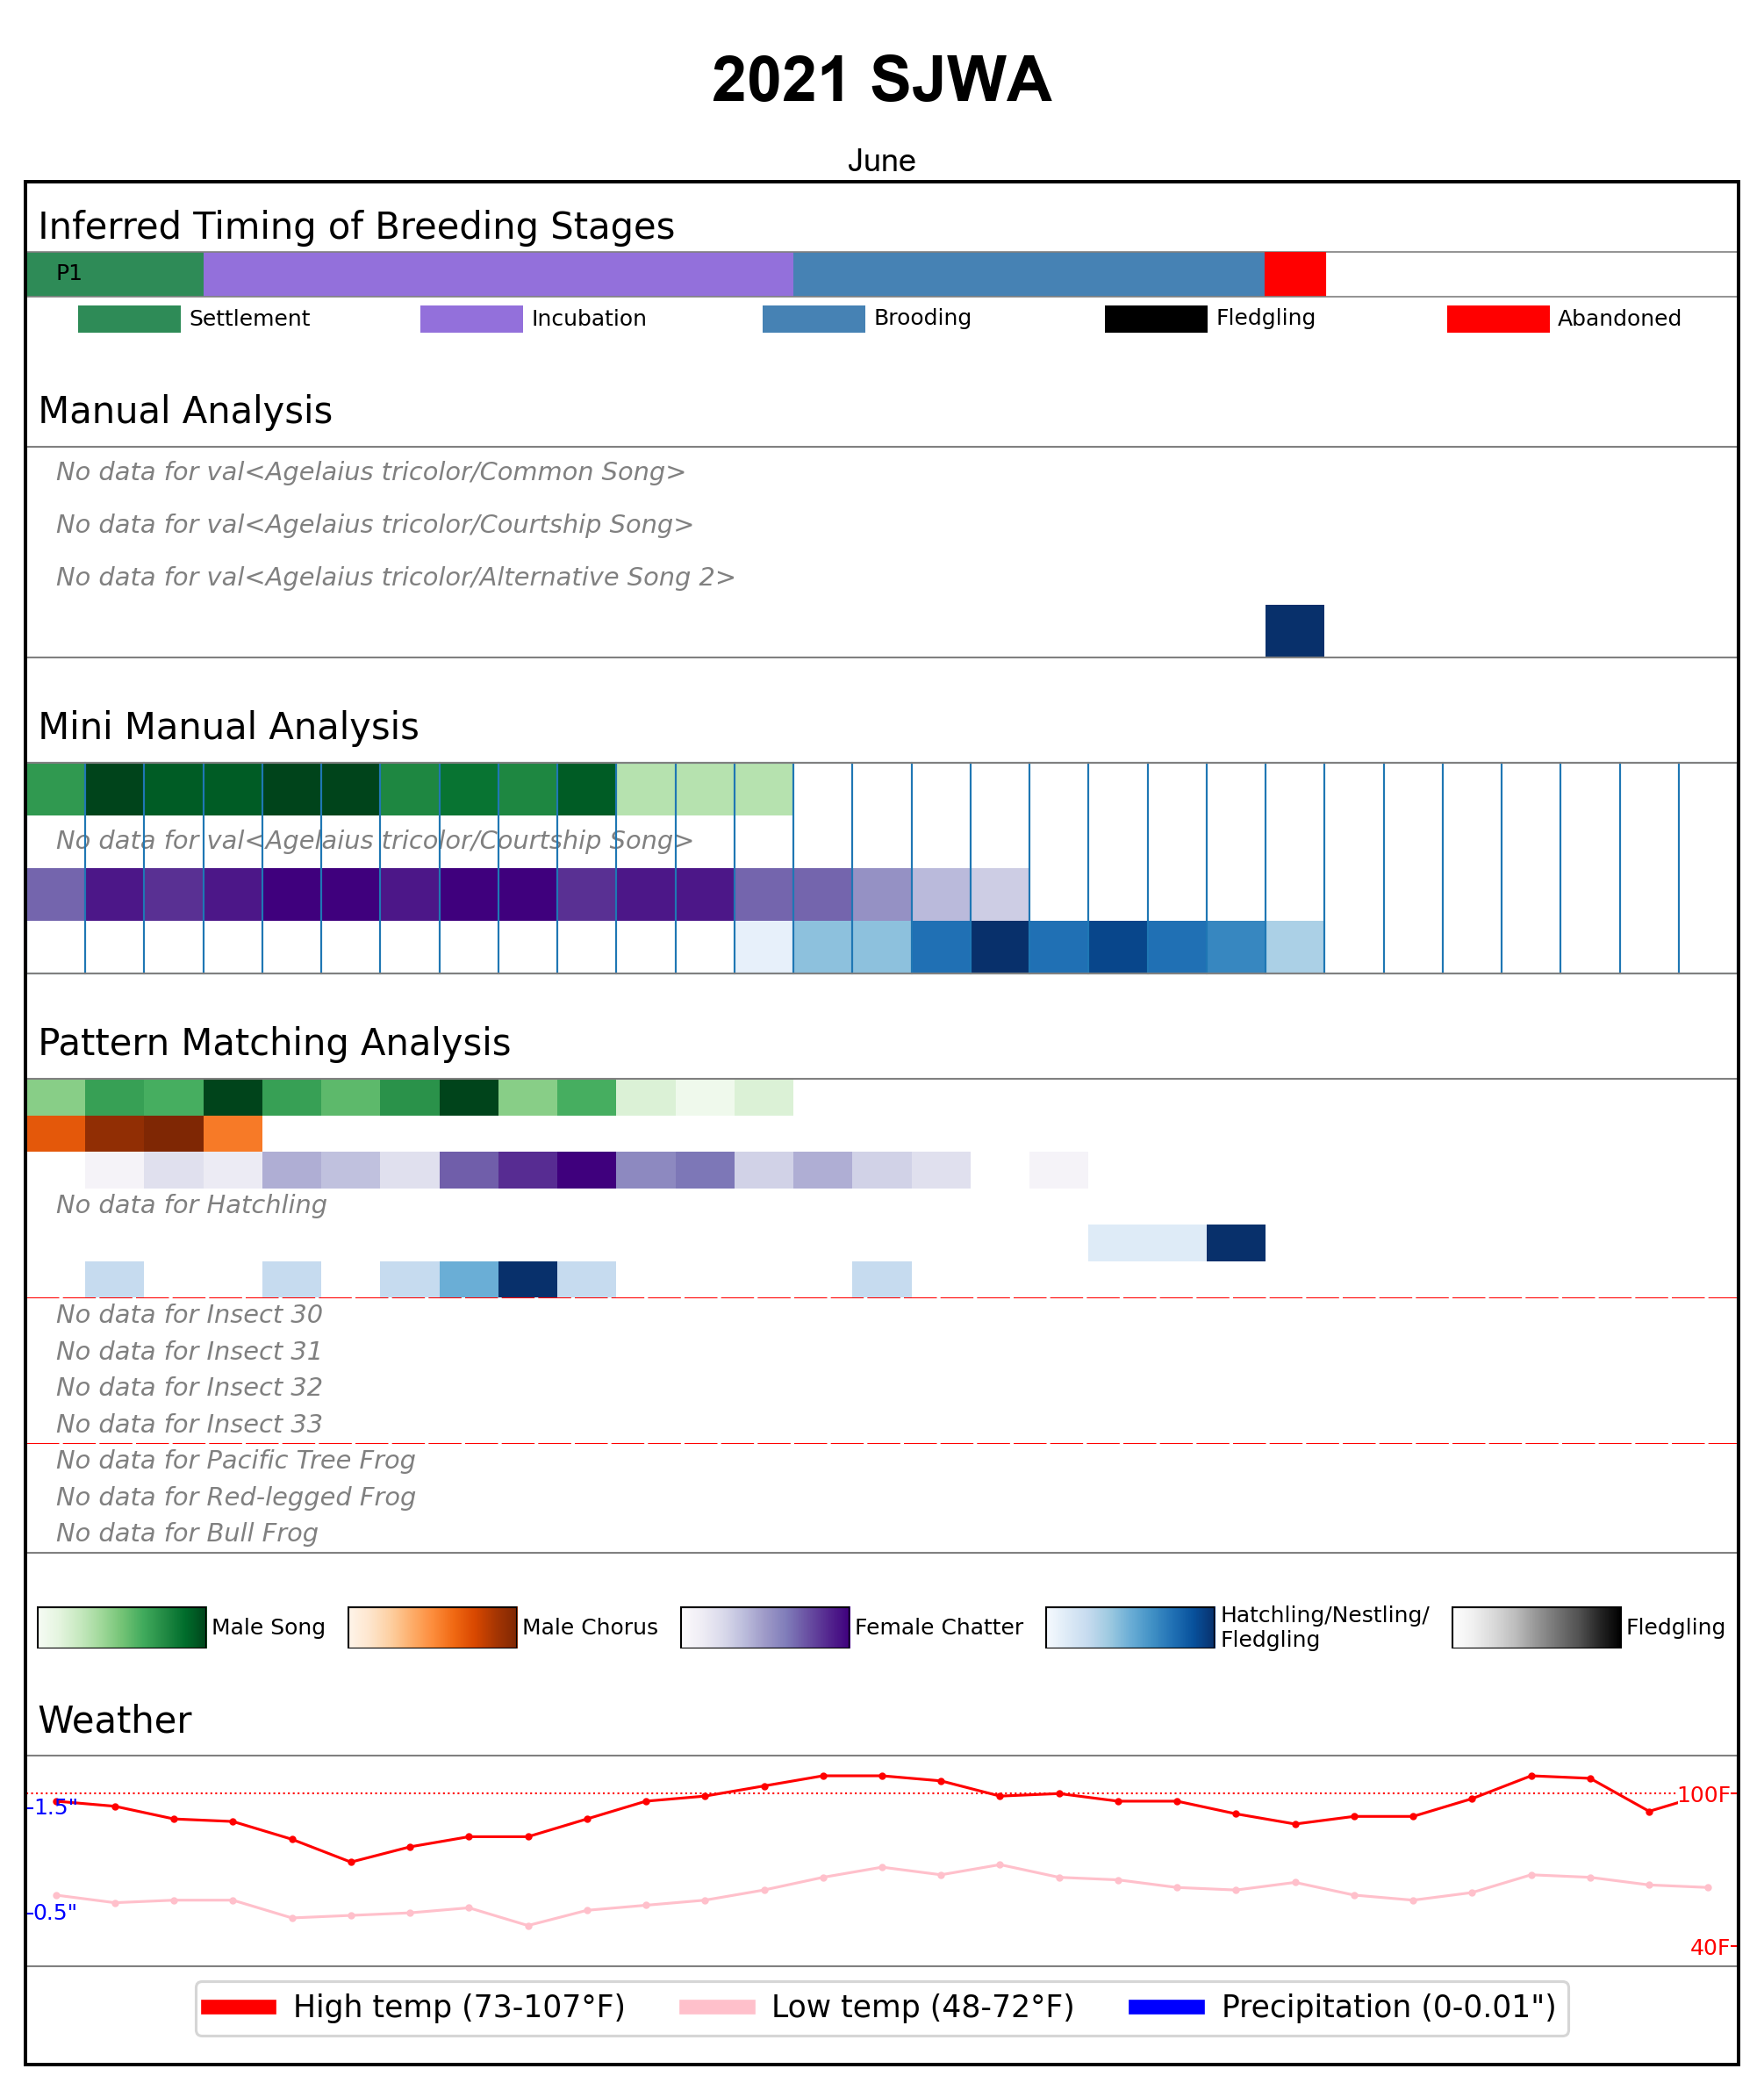 2021 SJWA
June
Inferred Timing of Breeding Stages
P1
Settlement Incubation Brooding Fledgling Abandoned
Manual Analysis
No data for val<Agelaius tricolor/Common Song>
No data for val<Agelaius tricolor/Courtship Song>
No data for val<Agelaius tricolor/Alternative Song 2>
Mini Manual Analysis
No data for val<Agelaius tricolor/Courtship Song>
Pattern Matching Analysis
No data for Hatchling
No data for Insect 30
No data for Insect 31
No data for Insect 32
No data for Insect 33
No data for Pacific Tree Frog
No data for Red-legged Frog
No data for Bull Frog
Male Song Male Chorus Female Chatter Hatchling/Nestling/
Fledgling Fledgling
Weather
1.5" 100F
0.5"
40F
High temp (73-107°F) Low temp (48-72°F) Precipitation (0-0.01")